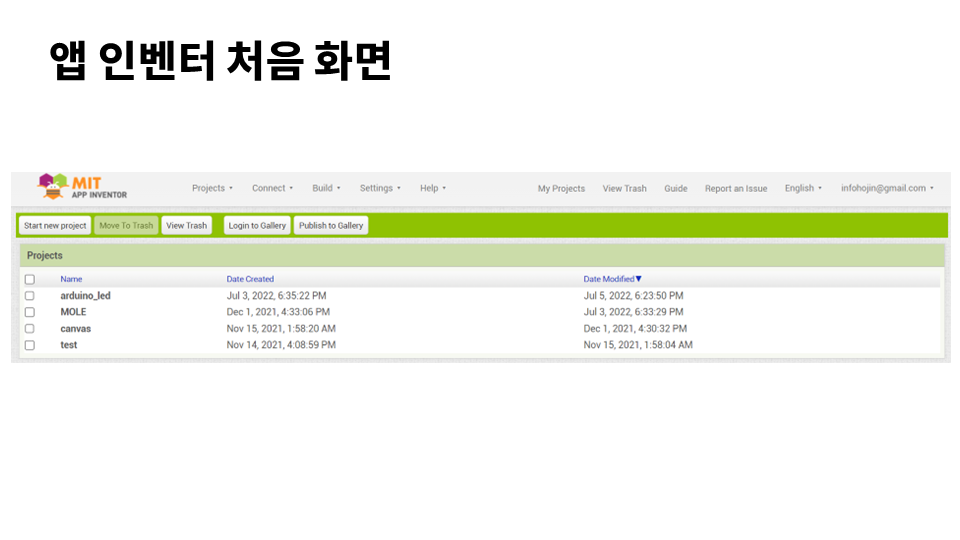 앱 인벤터 처음 화면
MIT
APP INVENTOR
Projects Connect Build Settings Help My Projects View Trash Guide Report an Issue English infohojin@gmail.com
Start new project Move To Trash View Trash Login to Gallery Publish to Gallery
Projects
Name Date Created Date Modified▼
arduino_led Jul 3, 2022, 6:35:22 PM Jul 5, 2022, 6:23:50 PM
MOLE Dec 1, 2021, 4:33:06 PM Jul 3, 2022, 6:33:29 PM
canvas Nov 15, 2021, 1:58:20 AM Dec 1, 2021, 4:30:32 PM
test Nov 14, 2021, 4:08:59 PM Nov 15, 2021, 1:58:04 AM